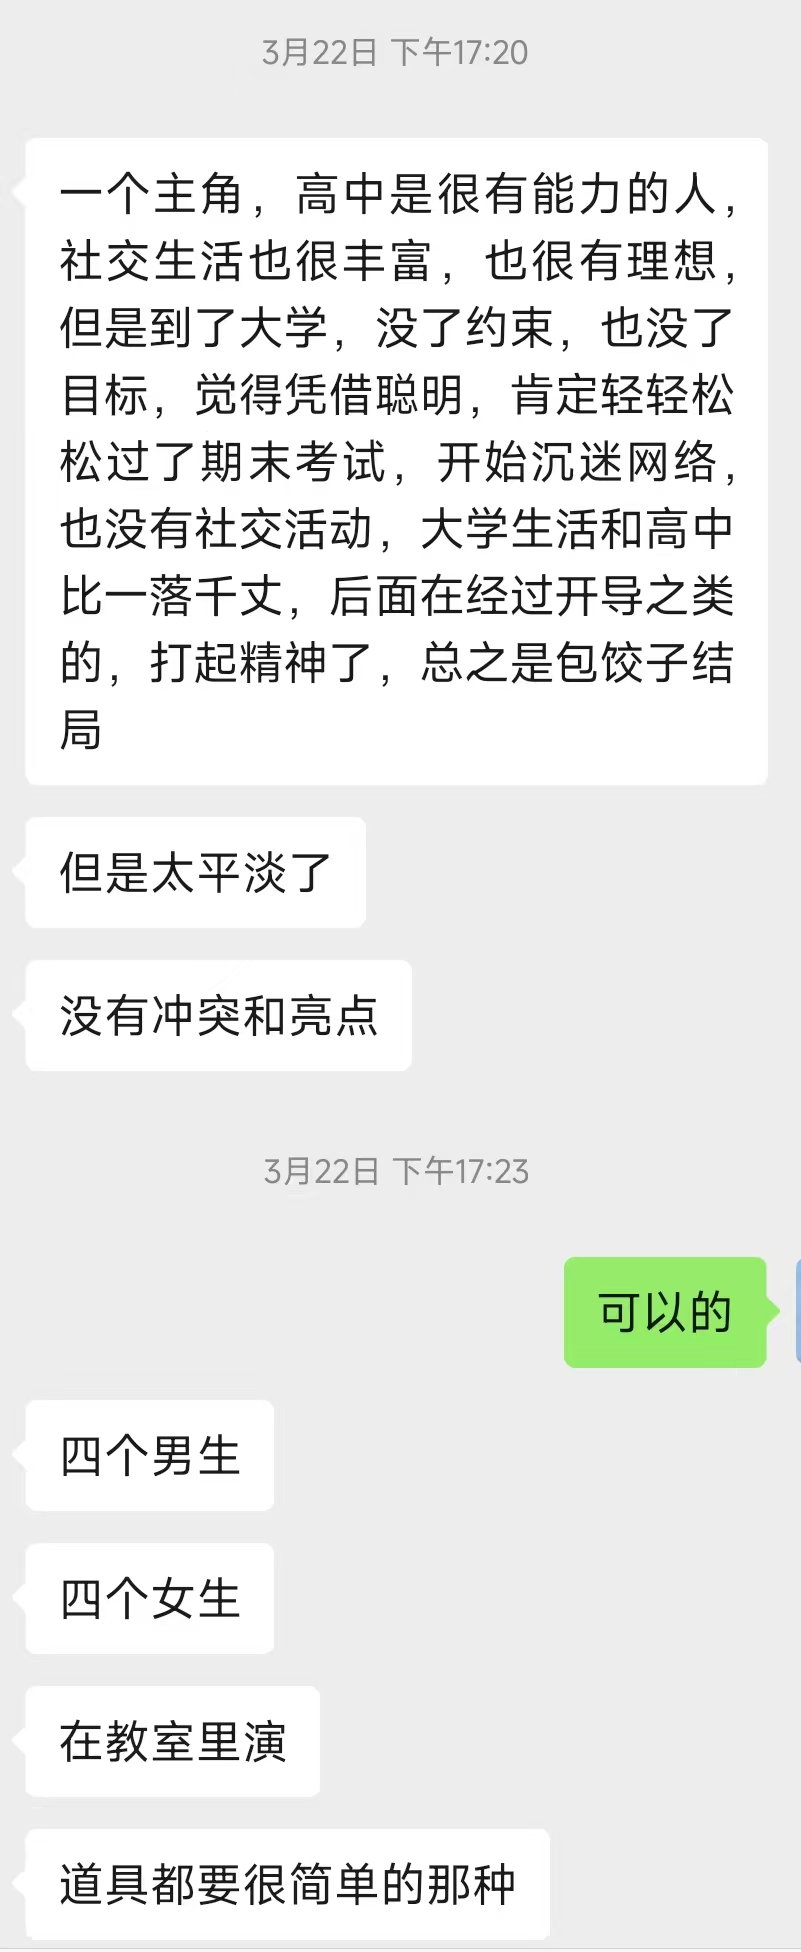 3月22日 下午17:20
一个主角，高中是很有能力的人，
社交生活也很丰富，也很有理想，
但是到了大学，没了约束，也没了
目标，觉得凭借聪明，肯定轻轻松
松过了期末考试，开始沉迷网络，
也没有社交活动，大学生活和高中
比一落千丈，后面在经过开导之类
的，打起精神了，总之是包饺子结
局
但是太平淡了
没有冲突和亮点
3月22日 下午17:23
可以的
四个男生
四个女生
在教室里演
道具都要很简单的那种